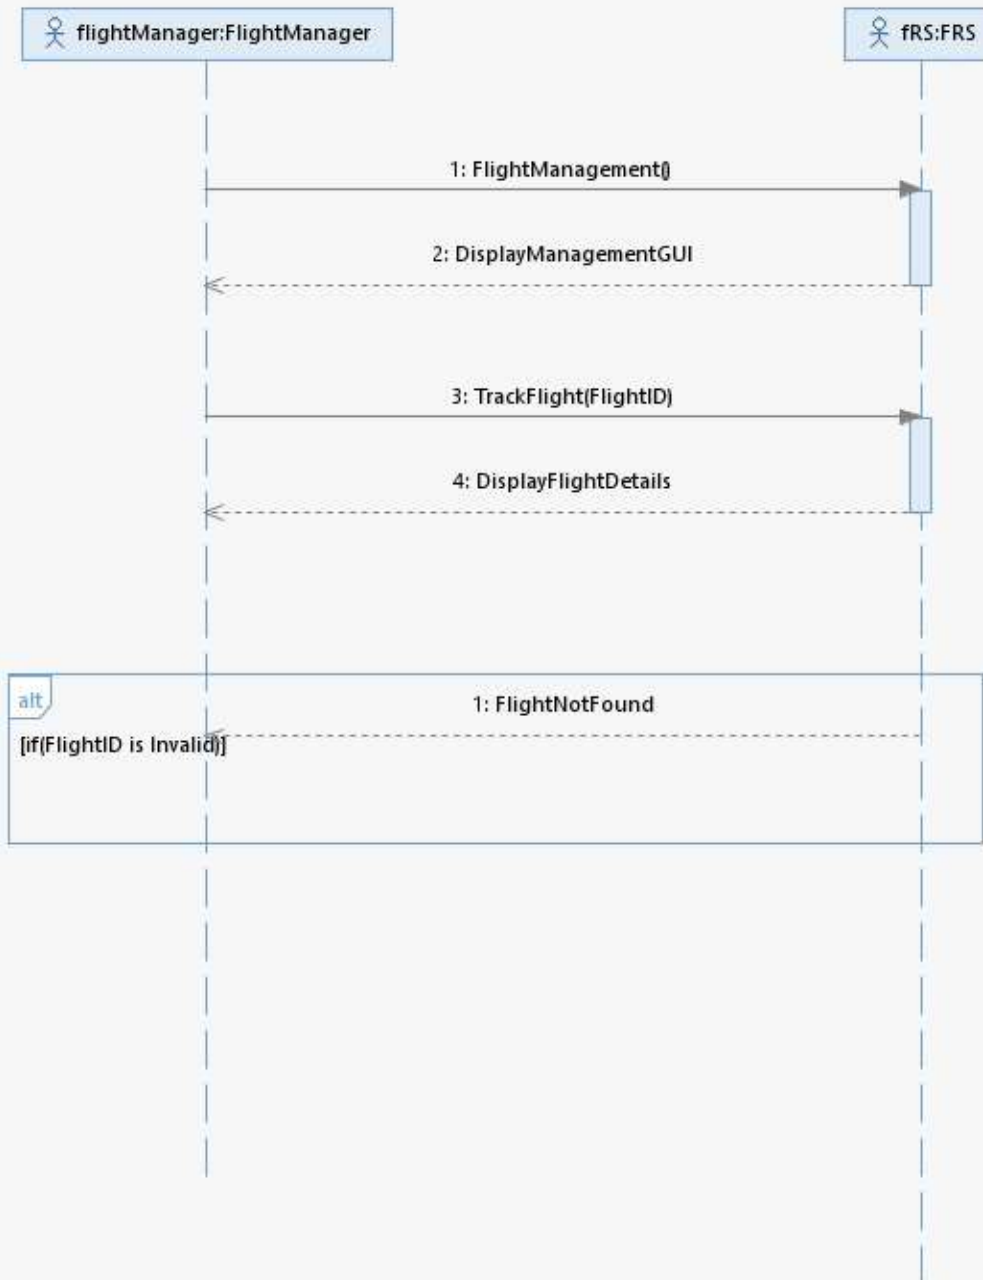 flightManager:FlightManager
fRS:FRS
1: FlightManagement()
2: DisplayManagementGUI
3: TrackFlight(FlightID)
4: DisplayFlightDetails
alt
1: FlightNotFound
[if(FlightID is Invalid)]